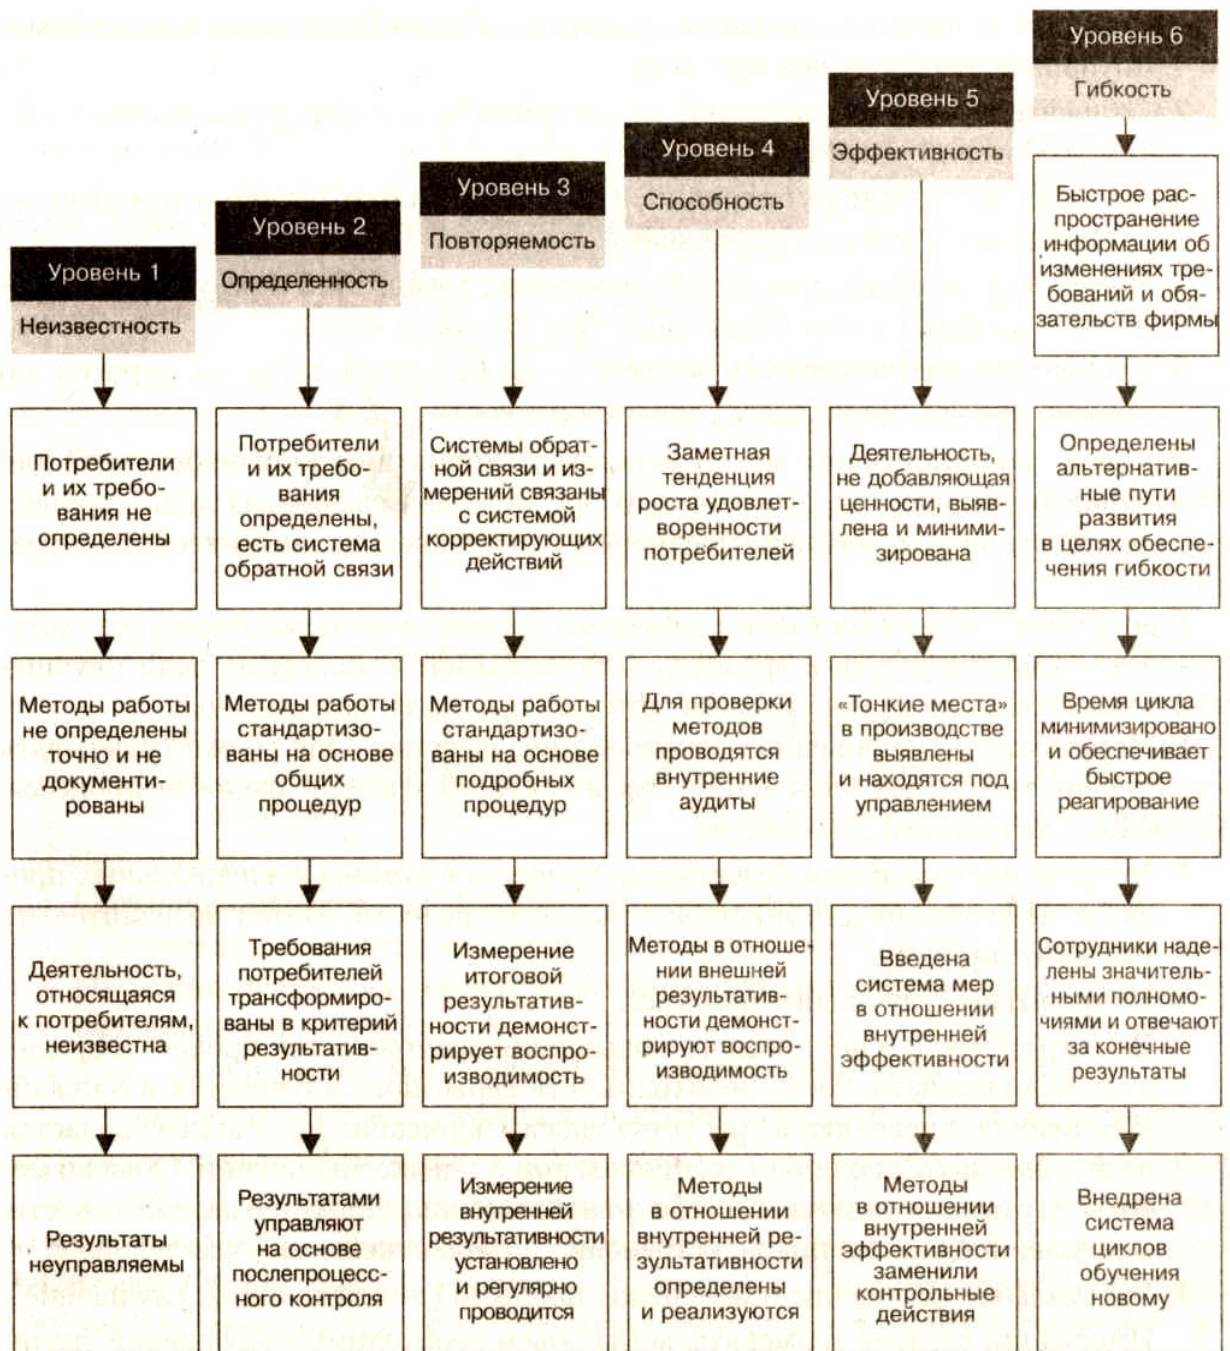 Уровень 1
Неизвестность
Потребители
и их требо-
вания не
определены
Методы работы
не определены
точно и не
документи-
рованы
Деятельность,
относящаяся
к потребителям,
неизвестна
Результаты
неуправляемы
Уровень 2
Определенность
Потребители
и их требо-
вания
определены,
есть система
обратной связи
Методы работы
стандартизо-
ваны на основе
общих
процедур
Требования
потребителей
трансформиро-
ваны в критерий
результатив-
ности
Результатами
управляют
на основе
послепроцесс-
ного контроля
Уровень 3
Повторяемость
Системы обрат-
ной связи и из-
мерений связаны
с системой
корректирующих
действий
Методы работы
стандартизо-
ваны на основе
подробных
процедур
Измерение
итоговой
результатив-
ности демонст-
рирует воспро-
изводимость
Измерение
внутренней
результативности
установлено
и регулярно
проводится
Уровень 4
Способность
Заметная
тенденция
роста удовлет-
воренности
потребителей
Для проверки
методов
проводятся
внутренние
аудиты
Методы в отноше-
нии внешней
результатив-
ности демонст-
рируют воспро-
изводимость
Методы
в отношении
внутренней ре-
зультативности
определены
и реализуются
Уровень 5
Эффективность
Деятельность,
не добавляющая
ценности, выяв-
лена и миними-
зирована
«Тонкие места»
в производстве
выявлены
и находятся под
управлением
Введена
система мер
в отношении
внутренней
эффективности
Методы
в отношении
внутренней
эффективности
заменили
контрольные
действия
Уровень 6
Гибкость
Быстрое рас-
пространение
информации об
изменениях тре-
бований и обя-
зательств фирмы
Определены
альтернатив-
ные пути
развития
в целях обеспе-
чения гибкости
Время цикла
минимизировано
и обеспечивает
быстрое
реагирование
Сотрудники наде-
лены значитель-
ными полномо-
чиями и отвечают
за конечные
результаты
Внедрена
система
циклов
обучения
новому